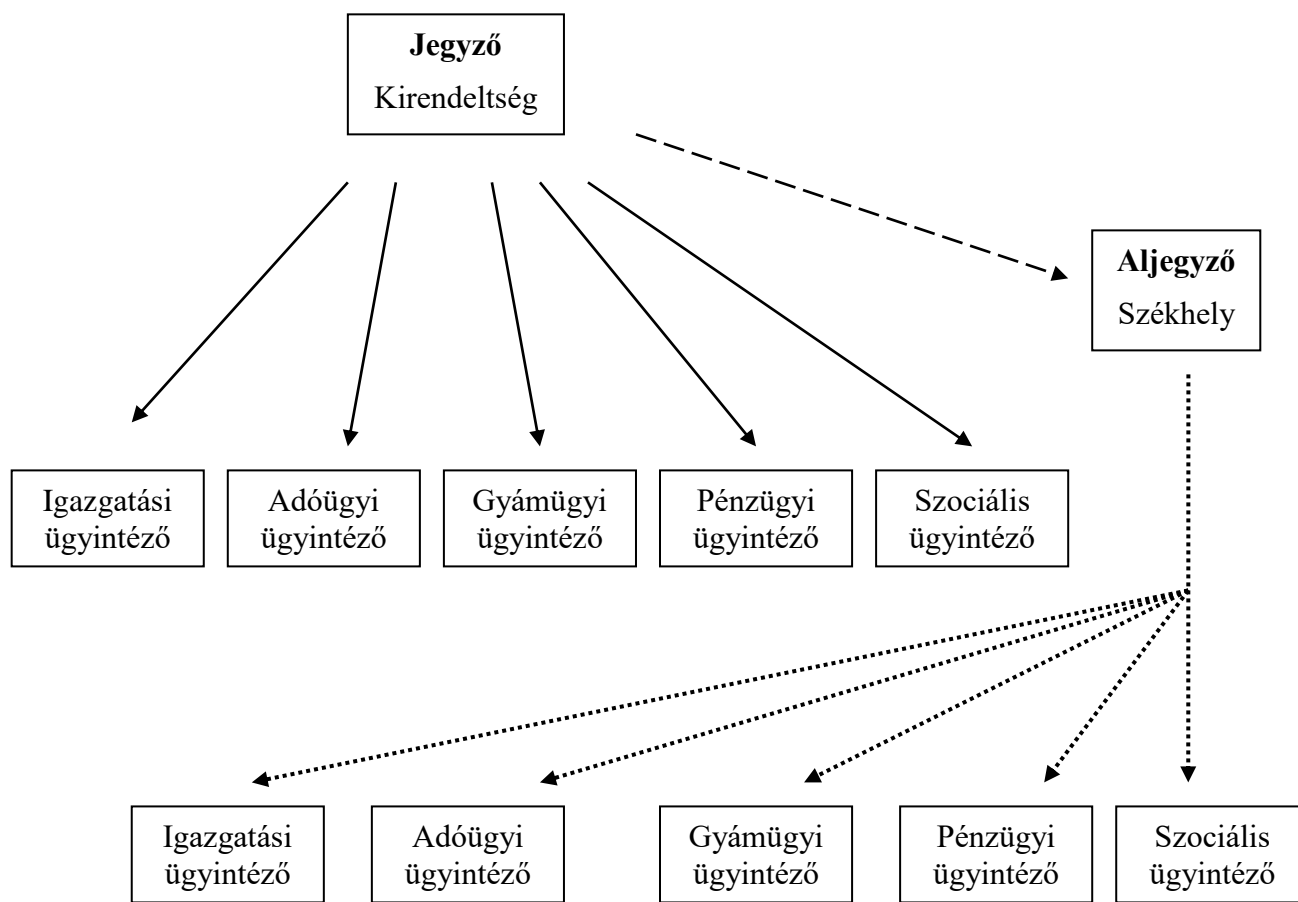 Jegyző
Kirendeltség
Aljegyző
Székhely
Igazgatási
ügyintéző
Adóügyi
ügyintéző
Gyámügyi
ügyintéző
Pénzügyi
ügyintéző
Szociális
ügyintéző
Igazgatási
ügyintéző
Adóügyi
ügyintéző
Gyámügyi
ügyintéző
Pénzügyi
ügyintéző
Szociális
ügyintéző